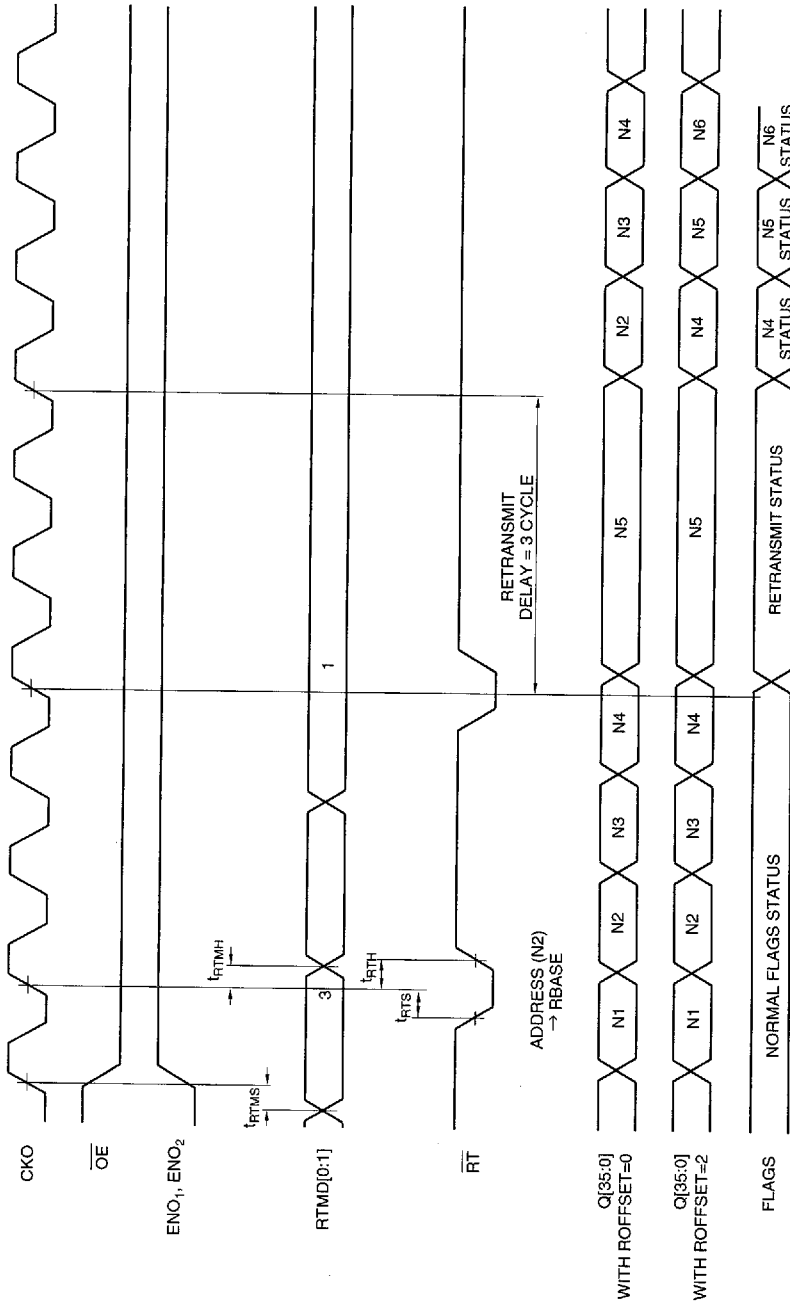 CKO
OE
ENO1, ENO2
tRTMS
tRTMH
RTMD[0:1]
3
1
RT
tRTS
tRTH
RETRANSMIT
DELAY = 3 CYCLE
ADDRESS (N2)
→ RBASE
Q[35:0]
WITH ROFFSET=0
N1
N2
N3
N4
N5
N2
N3
N4
Q[35:0]
WITH ROFFSET=2
N1
N2
N3
N4
N5
N4
N5
N6
FLAGS
NORMAL FLAGS STATUS
RETRANSMIT STATUS
N4
STATUS
N5
STATUS
N6
STATUS